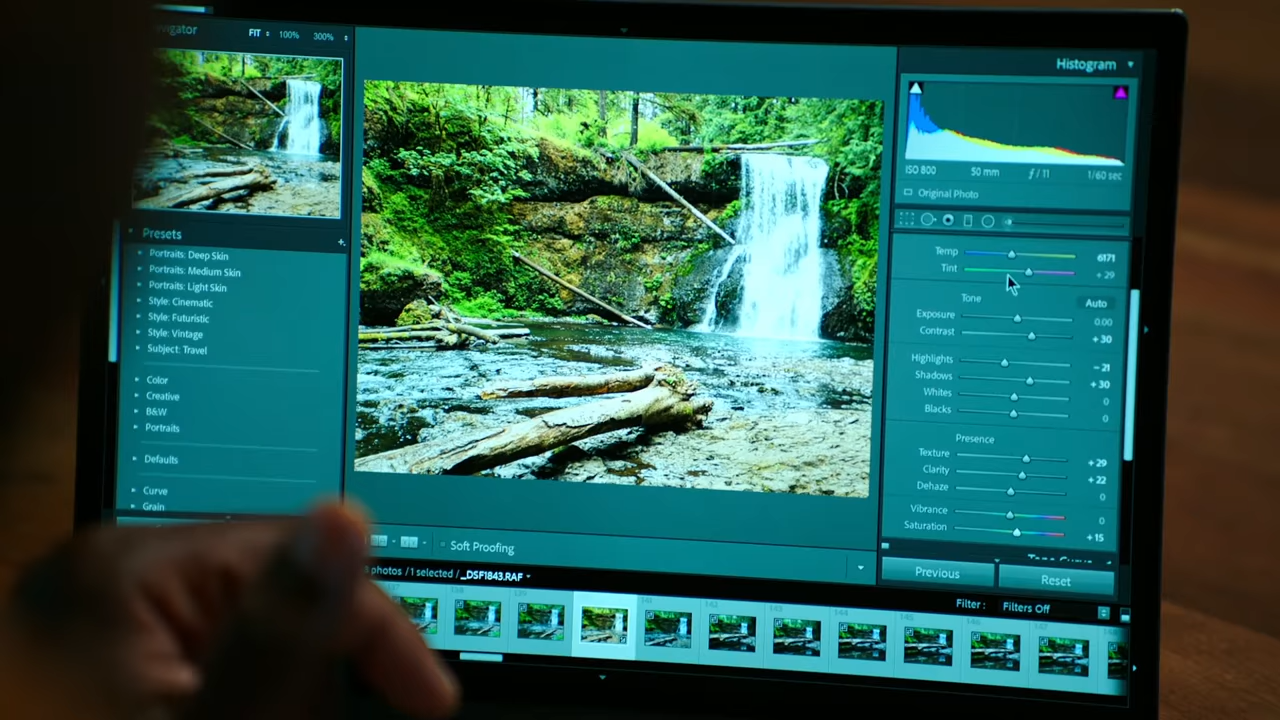 FIT 100% 300%
Presets
Portraits: Deep Skin
Portraits: Medium Skin
Portraits: Light Skin
Style: Cinematic
Style: Futuristic
Style: Vintage
Subject: Travel
Color
Creative
B&W
Portraits
Defaults
Curve
Grain
Soft Proofing
photos / 1 selected / _DSF1843.RAF
Histogram
ISO 800 50 mm ƒ / 11 1/60 sec
Original Photo
Temp 6171
Tint + 29
Tone Auto
Exposure 0.00
Contrast + 30
Highlights − 21
Shadows + 30
Whites 0
Blacks 0
Presence
Texture + 29
Clarity + 22
Dehaze 0
Vibrance 0
Saturation + 15
Tone Curve
Previous Reset
Filter : Filters Off